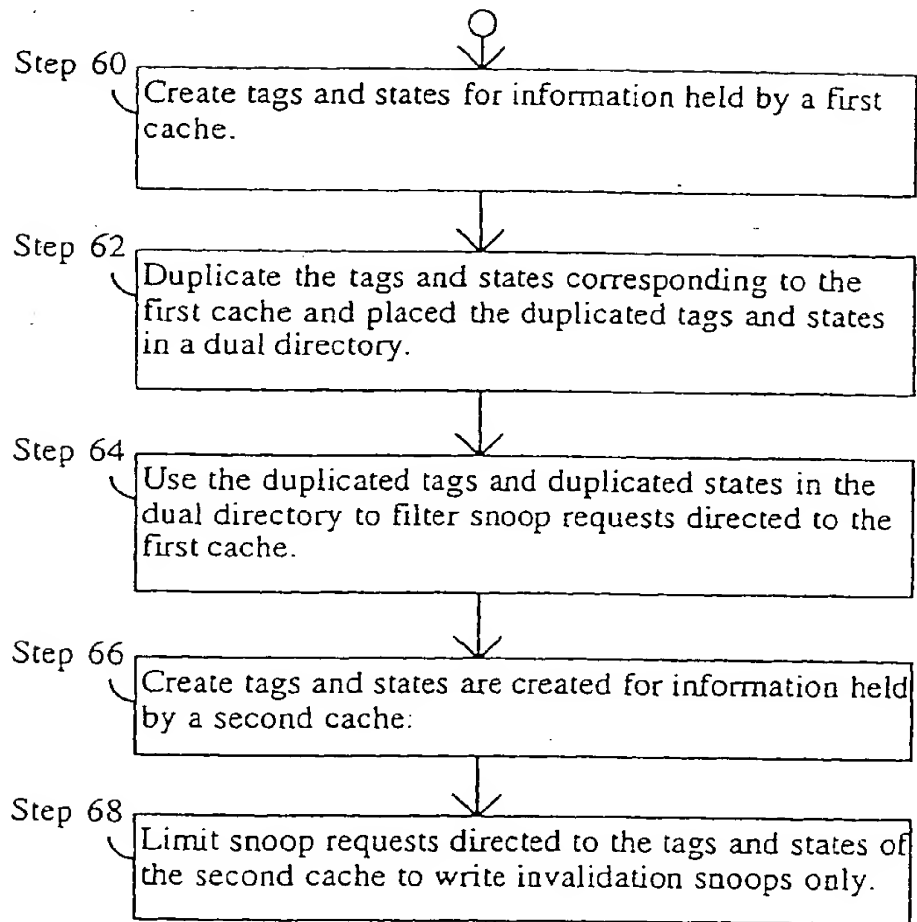 Step 60
Create tags and states for information held by a first
cache.
Step 62
Duplicate the tags and states corresponding to the
first cache and placed the duplicated tags and states
in a dual directory.
Step 64
Use the duplicated tags and duplicated states in the
dual directory to filter snoop requests directed to the
first cache.
Step 66
Create tags and states are created for information held
by a second cache.
Step 68
Limit snoop requests directed to the tags and states of
the second cache to write invalidation snoops only.